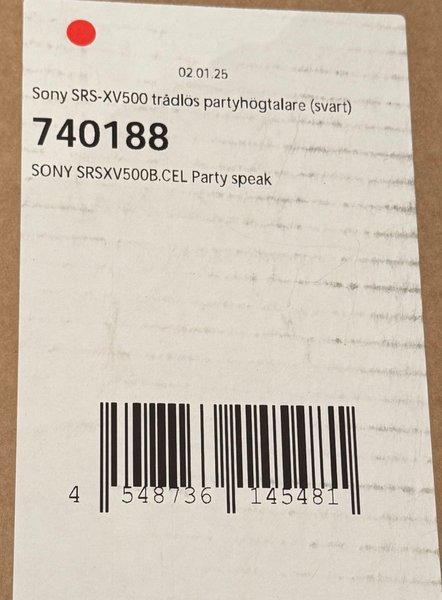 02.01.25
Sony SRS-XV500 trådlös partyhögtalare (svart)
740188
SONY SRSXV500B.CEL Party speak
4 548736 145481